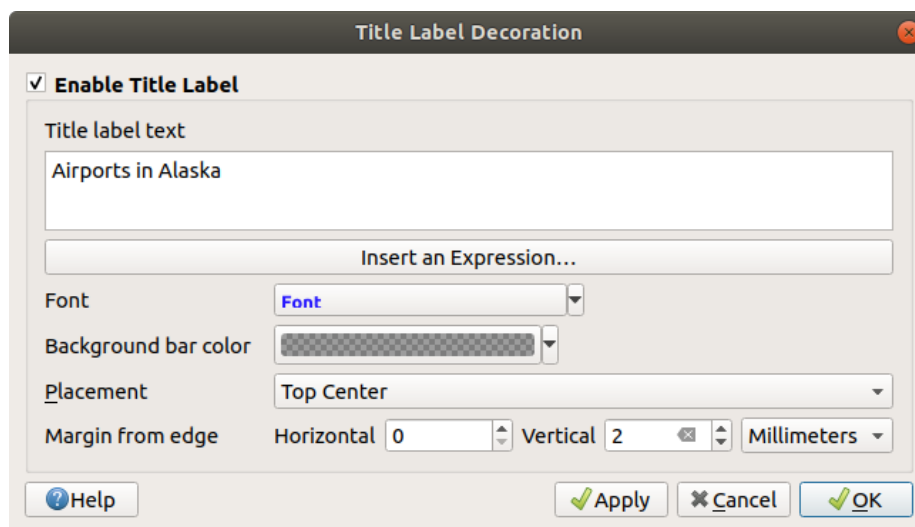 Title Label Decoration
Enable Title Label
Title label text
Airports in Alaska
Insert an Expression...
Font Font
Background bar color
Placement Top Center
Margin from edge Horizontal 0 Vertical 2 Millimeters
Help Apply Cancel OK